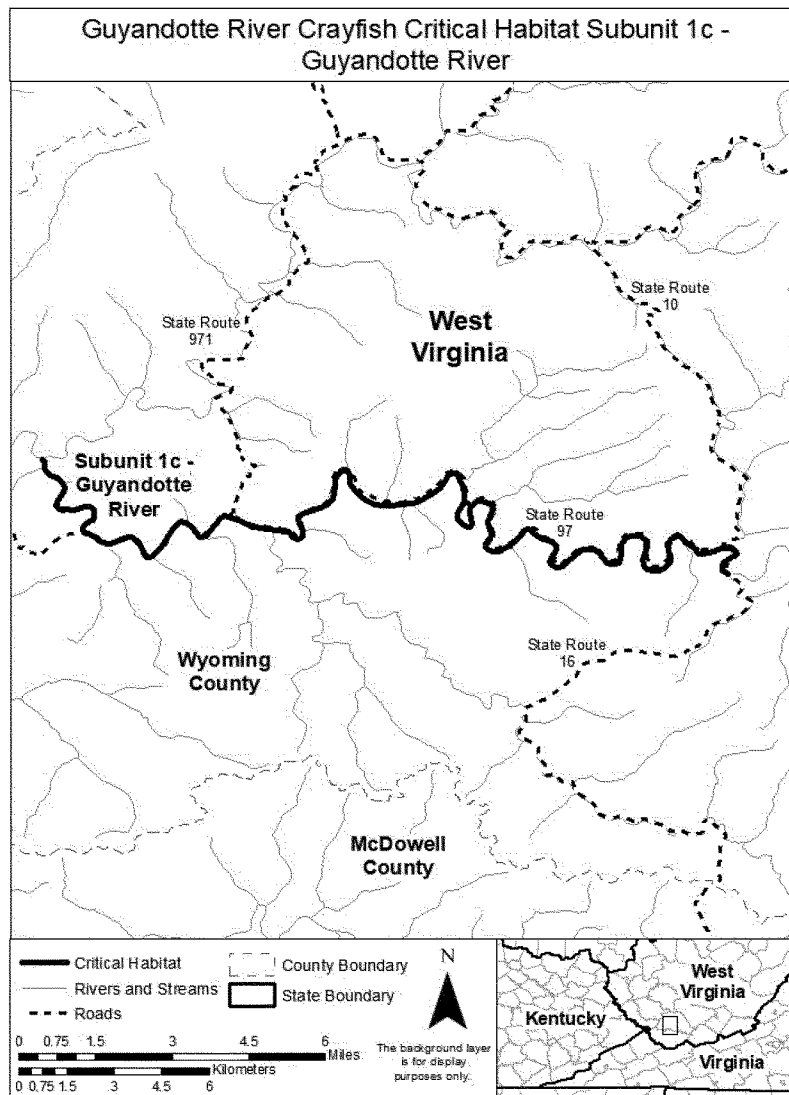 Guyandotte River Crayfish Critical Habitat Subunit 1c -
Guyandotte River
State Route
10
State Route
971
West
Virginia
Subunit 1c -
Guyandotte
River
State Route
97
State Route
16
Wyoming
County
McDowell
County
Critical Habitat
Rivers and Streams
Roads
County Boundary
State Boundary
N
The background layer
is for display
purposes only.
0 0.75 1.5 3 4.5 6
Miles
Kilometers
0 0.75 1.5 3 4.5 6
West
Virginia
Kentucky
Virginia